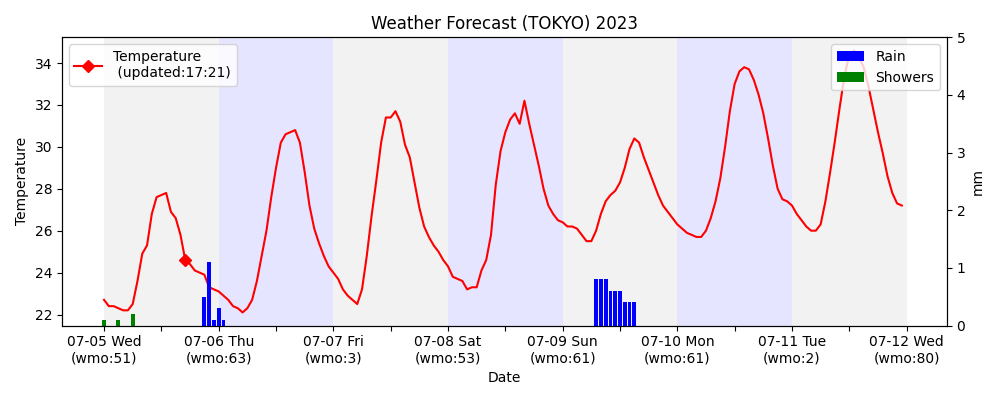 Weather Forecast (TOKYO) 2023
Temperature
(updated:17:21)
Rain
Showers
Temperature
34
32
30
28
26
24
22
5
4
3
2
1
0
mm
07-05 Wed
(wmo:51)
07-06 Thu
(wmo:63)
07-07 Fri
(wmo:3)
07-08 Sat
(wmo:53)
07-09 Sun
(wmo:61)
07-10 Mon
(wmo:61)
07-11 Tue
(wmo:2)
07-12 Wed
(wmo:80)
Date